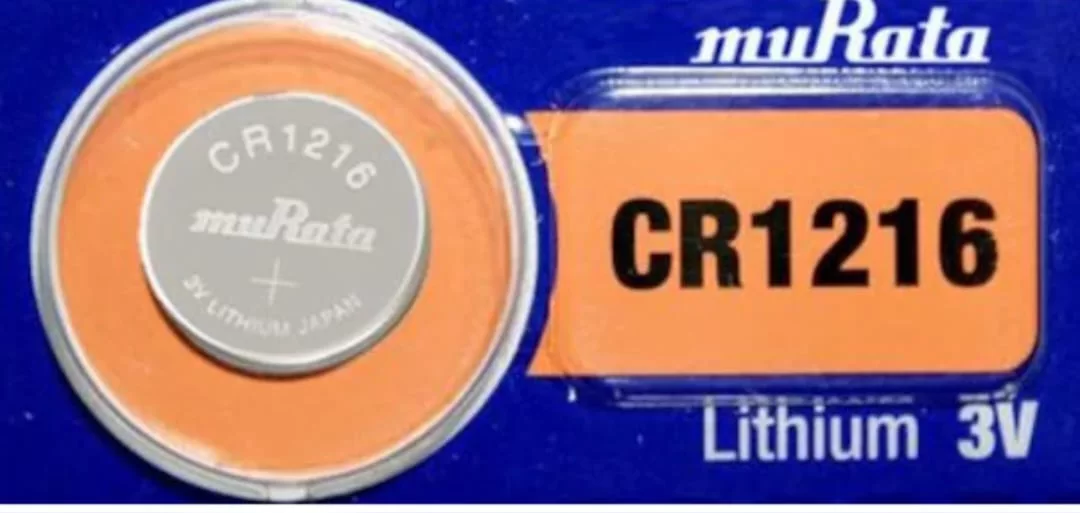 muRata
CR1216
muRata
+
3V LITHIUM JAPAN
CR1216
Lithium 3V